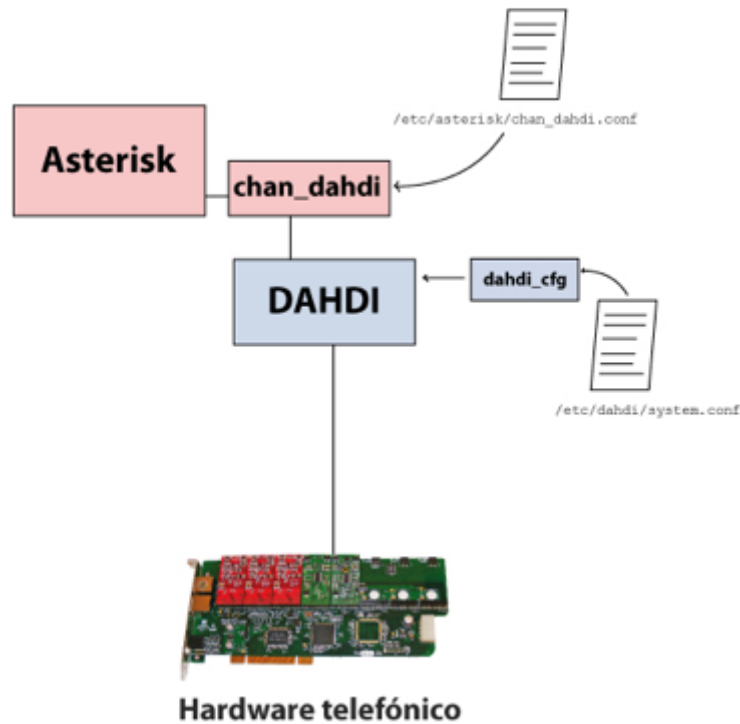 /etc/asterisk/chan_dahdi.conf
Asterisk
chan_dahdi
DAHDI
dahdi_cfg
/etc/dahdi/system.conf
Hardware telefónico